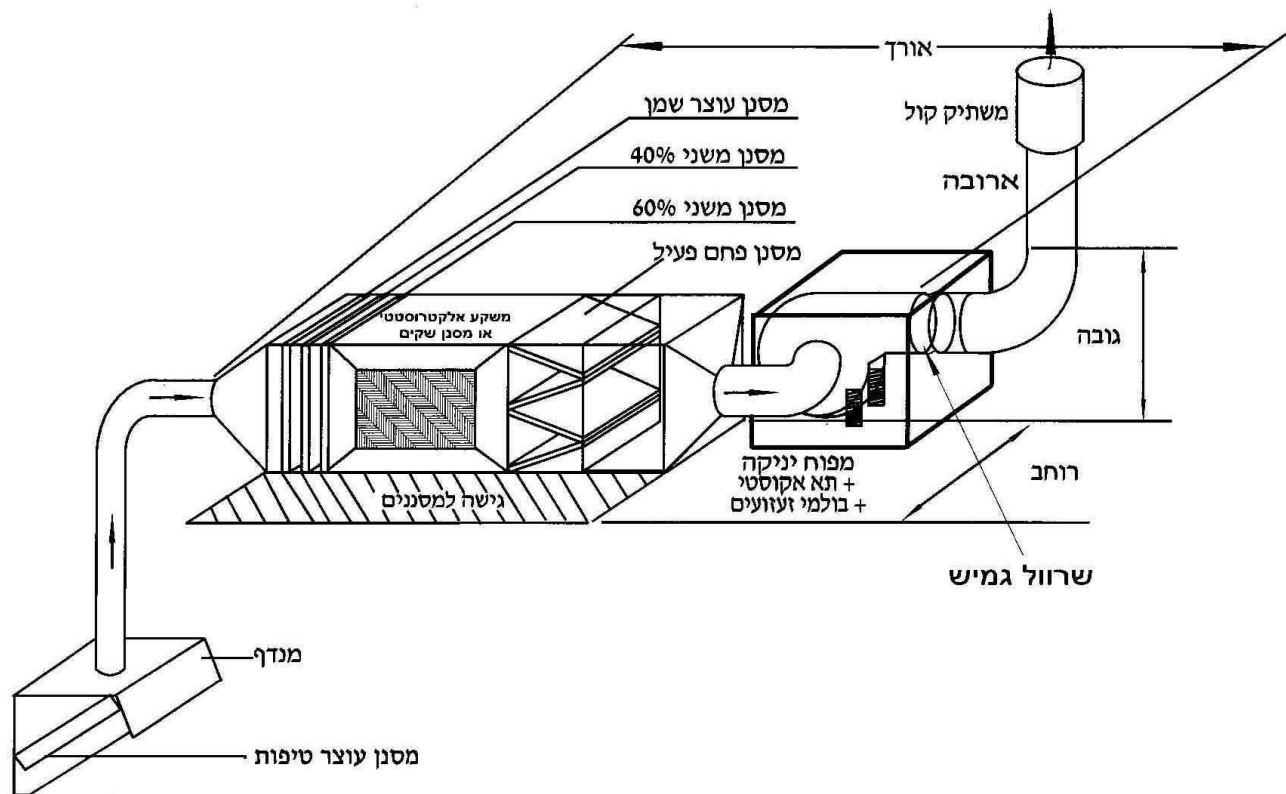 אורך
משתיק קול
מסנן עוצר שמן
מסנן משני 40%
ארובה
מסנן משני 60%
מסנן פחם פעיל
משקע אלקטרוסטטי
או מסנן שקים
גובה
מפוח יניקה
+ תא אקוסטי
+ בולמי זעזועים
רוחב
גישה למסננים
שרוול גמיש
מנדף
מסנן עוצר טיפות